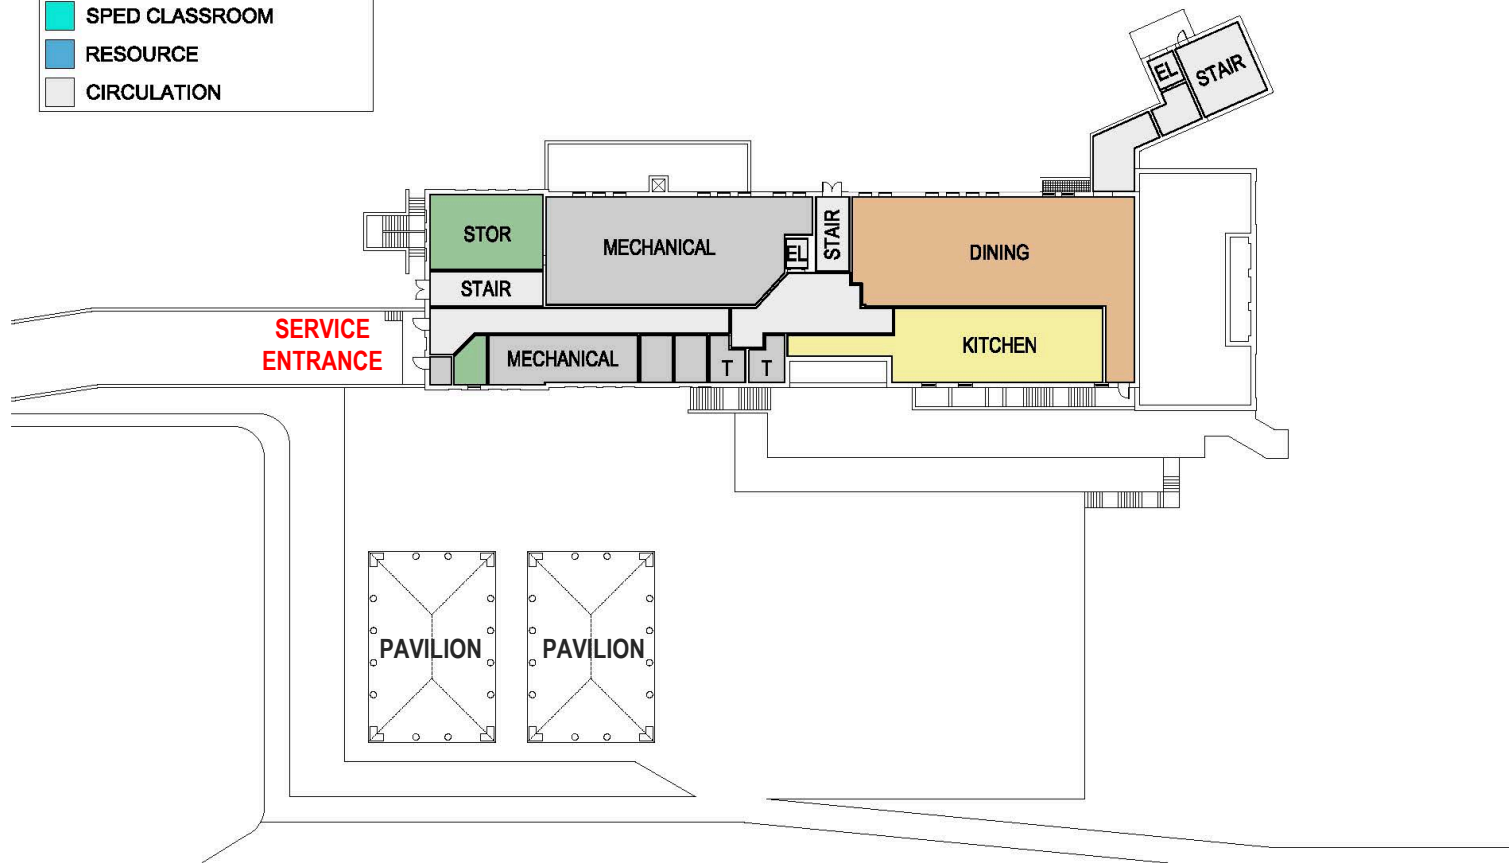 SPED CLASSROOM
RESOURCE
CIRCULATION
EL
STAIR
STOR
MECHANICAL
EL
STAIR
DINING
STAIR
SERVICE
ENTRANCE
MECHANICAL
T
T
KITCHEN
PAVILION
PAVILION